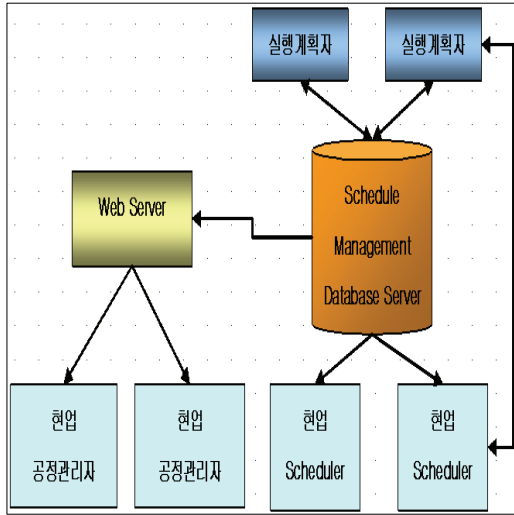 실행계획자
실행계획자
Web Server
Schedule
Management
Database Server
현업
공정관리자
현업
공정관리자
현업
Scheduler
현업
Scheduler